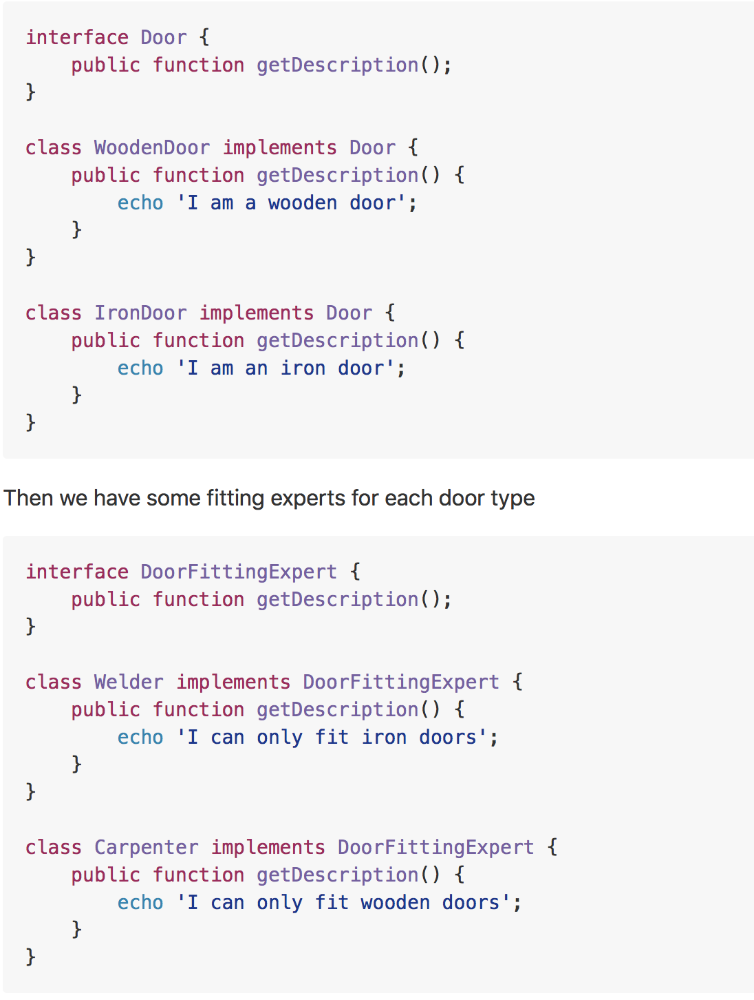 interface Door {
    public function getDescription();
}

class WoodenDoor implements Door {
    public function getDescription() {
        echo 'I am a wooden door';
    }
}

class IronDoor implements Door {
    public function getDescription() {
        echo 'I am an iron door';
    }
}

Then we have some fitting experts for each door type

interface DoorFittingExpert {
    public function getDescription();
}

class Welder implements DoorFittingExpert {
    public function getDescription() {
        echo 'I can only fit iron doors';
    }
}

class Carpenter implements DoorFittingExpert {
    public function getDescription() {
        echo 'I can only fit wooden doors';
    }
}